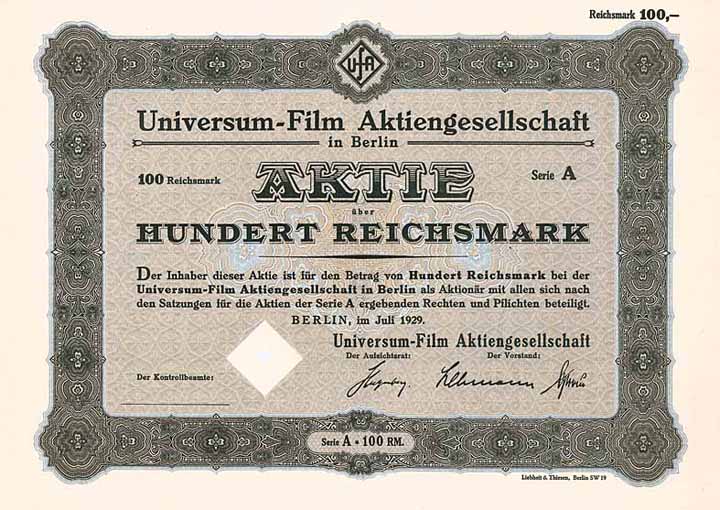 Reichsmark 100,—
UFA
Universum-Film Aktiengesellschaft
in Berlin
100 Reichsmark
AKTIE
Serie A
über
HUNDERT REICHSMARK
Der Inhaber dieser Aktie ist für den Betrag von Hundert Reichsmark bei der
Universum-Film Aktiengesellschaft in Berlin als Aktionär mit allen sich nach
den Satzungen für die Aktien der Serie A ergebenden Rechten und Pflichten beteiligt.
BERLIN, im Juli 1929.
Universum-Film Aktiengesellschaft
Der Aufsichtsrat: Der Vorstand:
Der Kontrollbeamte:
Serie A • 100 RM.
Liebheit & Thiesen, Berlin SW 19